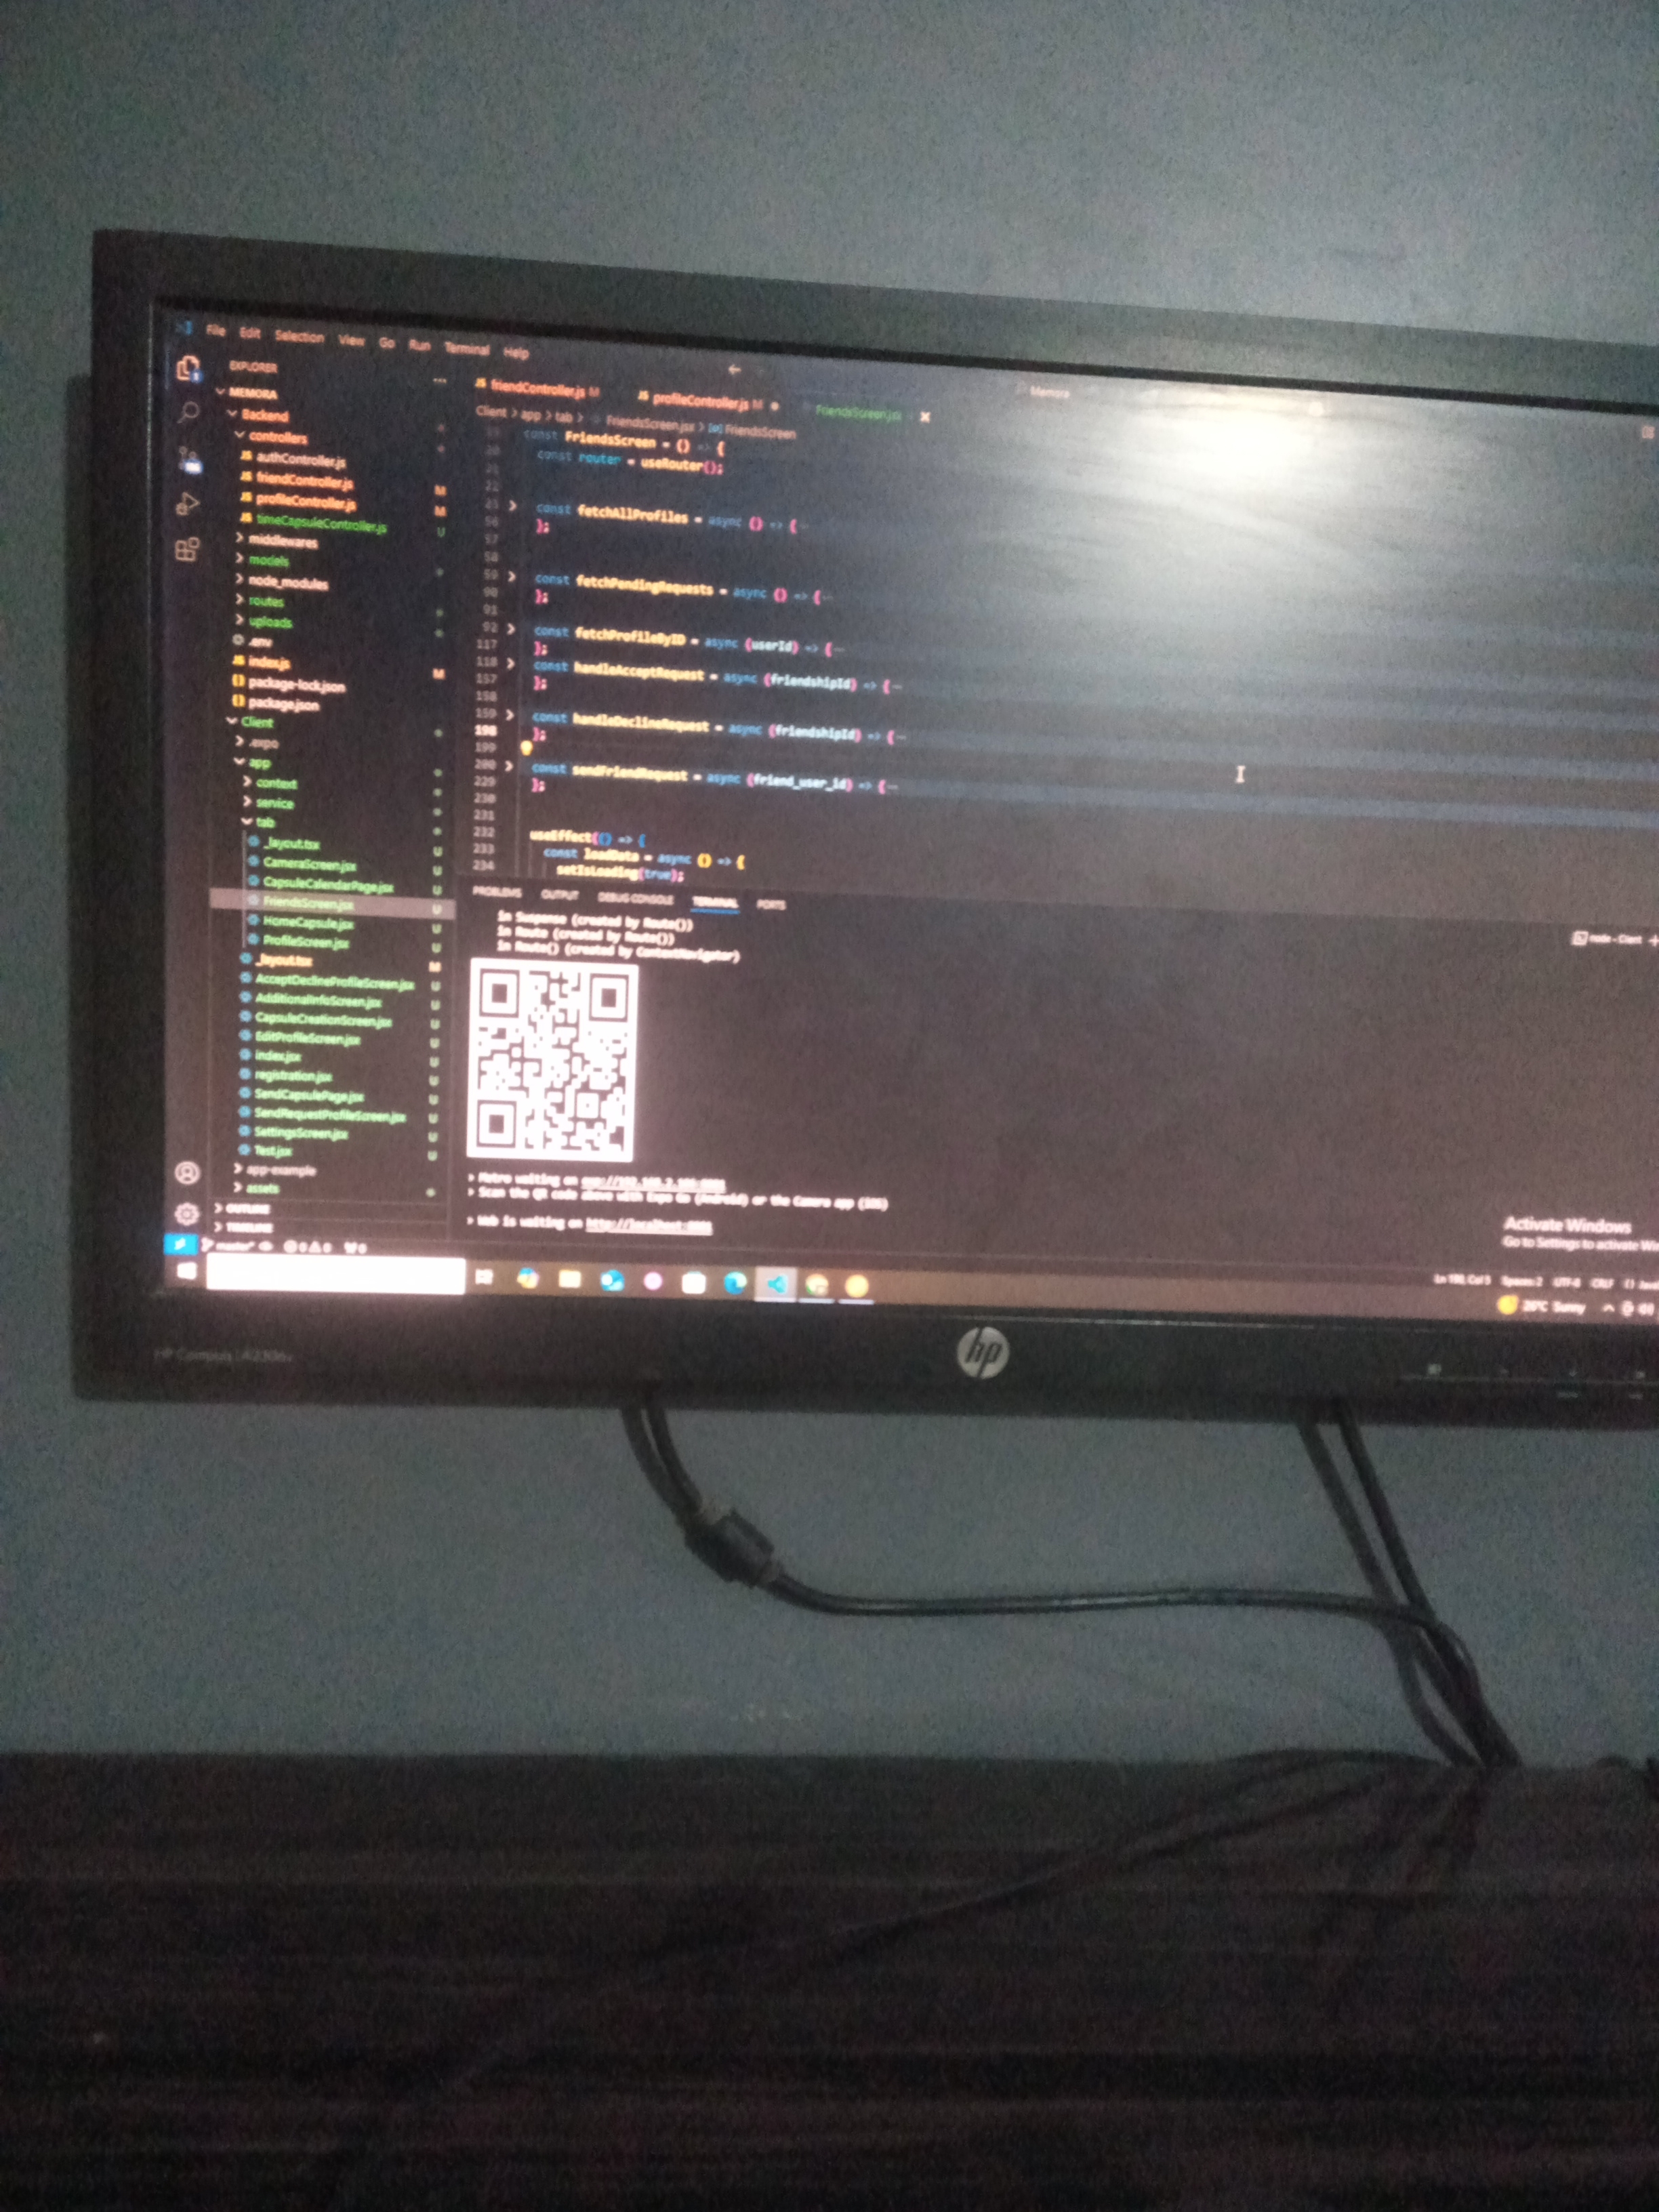 File Edit Selection View Go Run Terminal Help
Memora
EXPLORER
MEMORA
Backend
controllers
authController.js
friendController.js M
profileController.js M
timeCapsuleController.js U
middlewares
models
node_modules
routes
uploads
.env
index.js M
package-lock.json
package.json
Client
.expo
app
context
service
tab
_layout.tsx U
CameraScreen.jsx U
CapsuleCalendarPage.jsx U
FriendsScreen.jsx U
HomeCapsule.jsx U
ProfileScreen.jsx U
_layout.tsx M
AcceptDeclineProfileScreen.jsx U
AdditionalInfoScreen.jsx U
CapsuleCreationScreen.jsx U
EditProfileScreen.jsx U
index.jsx U
registration.jsx U
SendCapsulePage.jsx U
SendRequestProfileScreen.jsx U
SettingsScreen.jsx U
Test.jsx U
app-example
assets
OUTLINE
TIMELINE
friendController.js M profileController.js M FriendsScreen.jsx
Client > app > tab > FriendsScreen.jsx > FriendsScreen
const FriendsScreen = () => {
20 const router = useRouter();
21
22
23 const fetchAllProfiles = async () => {
56 };
57
58
59 const fetchPendingRequests = async () => {
90 };
91
92 const fetchProfileByID = async (userId) => {
117 };
118 const handleAcceptRequest = async (friendshipId) => {
157 };
158
159 const handleDeclineRequest = async (friendshipId) => {
198 };
199
200 const sendFriendRequest = async (friend_user_id) => {
229 };
230
231
232 useEffect(() => {
233 const loadData = async () => {
234 setIsLoading(true);
PROBLEMS OUTPUT DEBUG CONSOLE TERMINAL PORTS
node - Client
in Suspense (created by Route())
in Route (created by Route())
in Route() (created by ContextNavigator)
> Metro waiting on
> Scan the QR code above with Expo Go (Android) or the Camera app (iOS)
> Web is waiting on http://localhost:8081
Activate Windows
Go to Settings to activate
master* 0 0 0
Ln 198, Col 5 Spaces: 2 UTF-8 CRLF
26°C Sunny
HP Compaq
hp